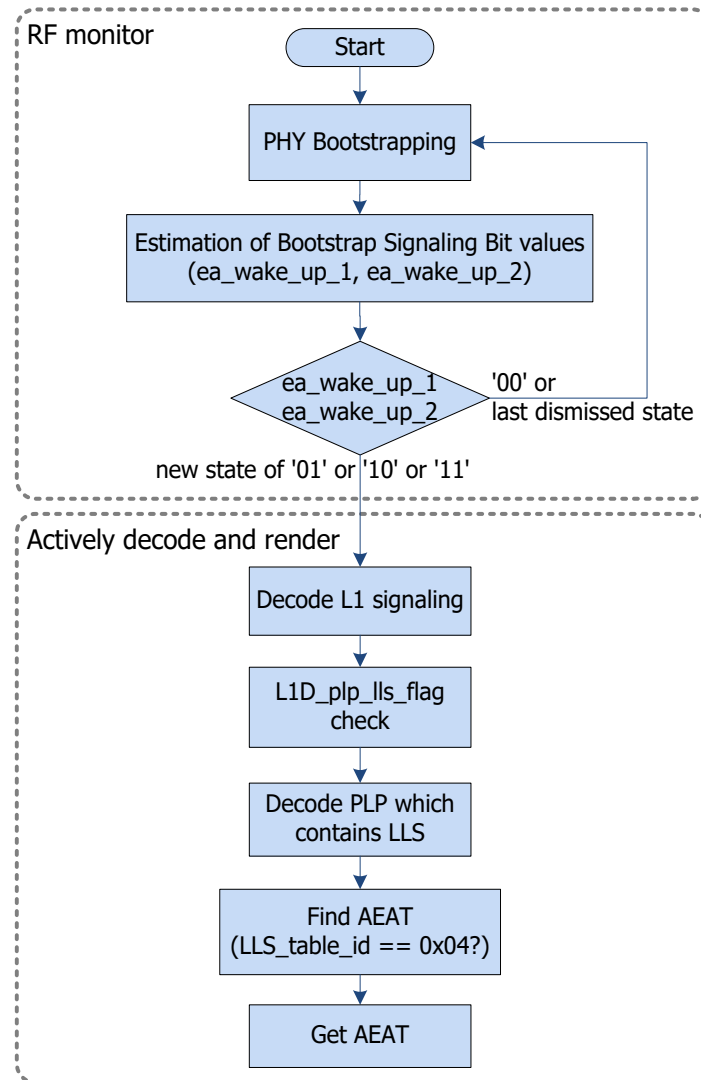 RF monitor
Start
PHY Bootstrapping
Estimation of Bootstrap Signaling Bit values
(ea_wake_up_1, ea_wake_up_2)
ea_wake_up_1
ea_wake_up_2
'00' or
last dismissed state
new state of '01' or '10' or '11'
Actively decode and render
Decode L1 signaling
L1D_plp_lls_flag
check
Decode PLP which
contains LLS
Find AEAT
(LLS_table_id == 0x04?)
Get AEAT